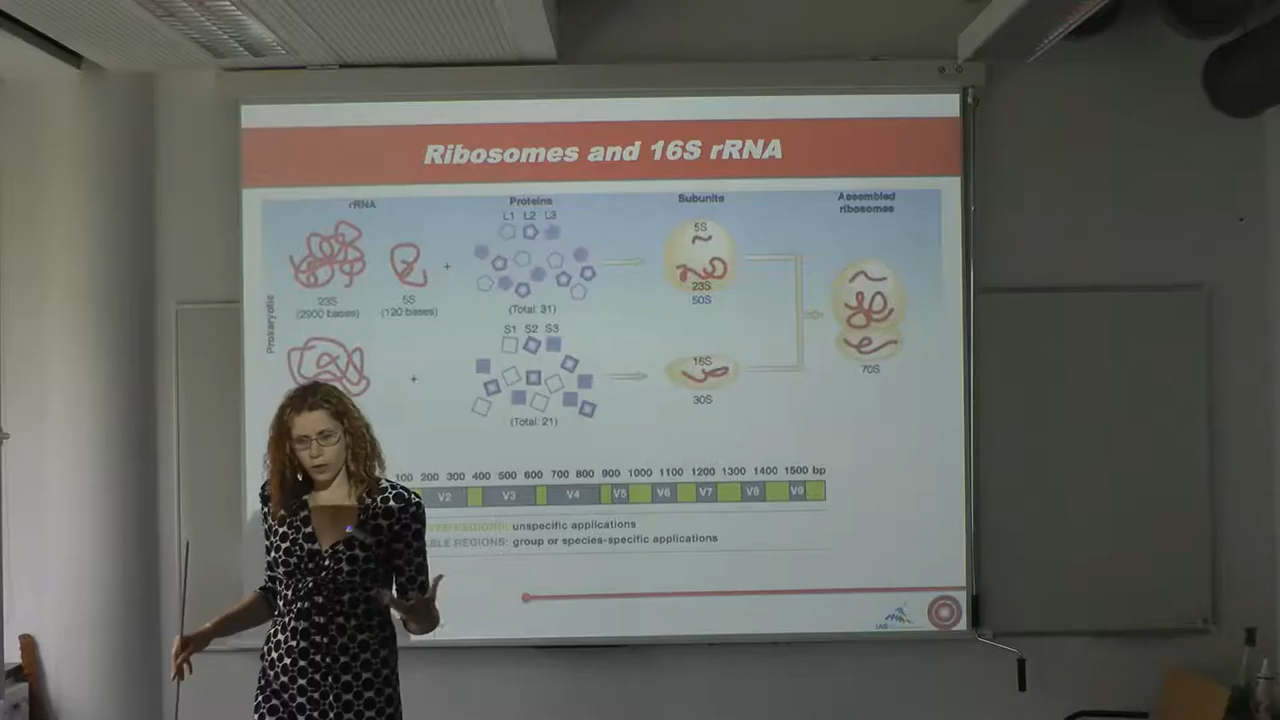 Ribosomes and 16S rRNA
rRNA
Proteins
Subunits
Assembled
ribosomes
L1 L2 L3
Prokaryotic
23S
(2900 bases)
5S
(120 bases)
+
(Total: 31)
5S
23S
50S
70S
S1 S2 S3
+
(Total: 21)
16S
30S
100 200 300 400 500 600 700 800 900 1000 1100 1200 1300 1400 1500 bp
V2 V3 V4 V5 V6 V7 V8 V9
REGIONS: unspecific applications
REGIONS: group or species-specific applications
IAS